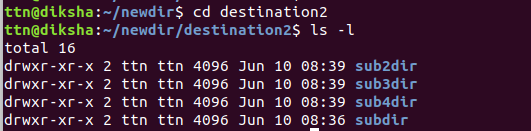 ttn@diksha:~/newdir$ cd destination2
ttn@diksha:~/newdir/destination2$ ls -l
total 16
drwxr-xr-x 2 ttn ttn 4096 Jun 10 08:39 sub2dir
drwxr-xr-x 2 ttn ttn 4096 Jun 10 08:39 sub3dir
drwxr-xr-x 2 ttn ttn 4096 Jun 10 08:39 sub4dir
drwxr-xr-x 2 ttn ttn 4096 Jun 10 08:36 subdir